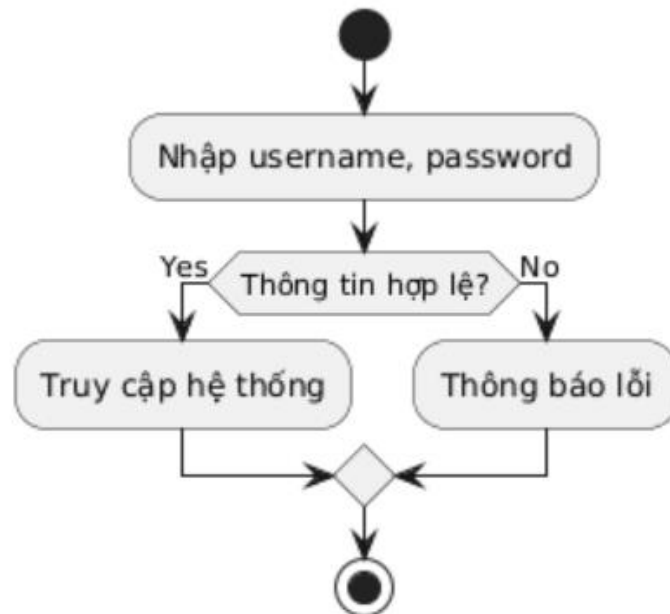 Nhập username, password
Yes
Thông tin hợp lệ?
No
Truy cập hệ thống
Thông báo lỗi